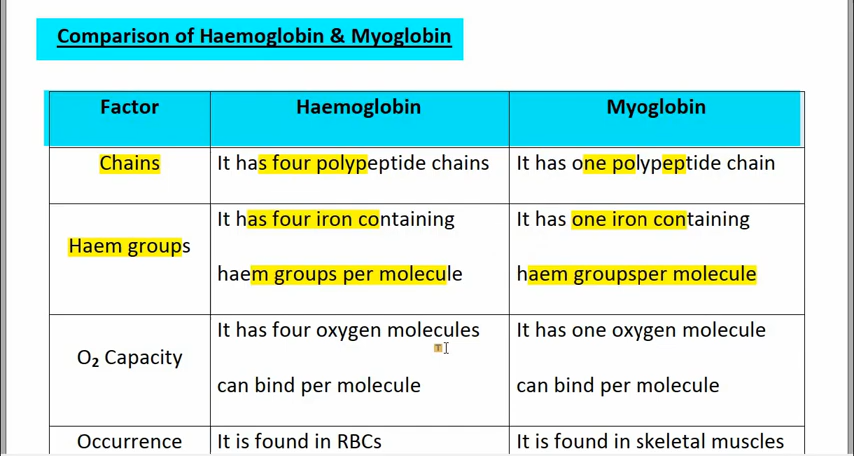 Comparison of Haemoglobin & Myoglobin
Factor Haemoglobin Myoglobin
Chains It has four polypeptide chains It has one polypeptide chain
It has four iron containing It has one iron containing
Haem groups
haem groups per molecule haem groupsper molecule
It has four oxygen molecules It has one oxygen molecule
O₂ Capacity
can bind per molecule can bind per molecule
Occurrence It is found in RBCs It is found in skeletal muscles